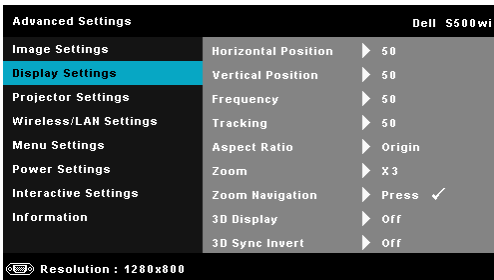 Advanced Settings Dell S500wi
Image Settings
Display Settings
Projector Settings
Wireless/LAN Settings
Menu Settings
Power Settings
Interactive Settings
Information
Horizontal Position 50
Vertical Position 50
Frequency 50
Tracking 50
Aspect Ratio Origin
Zoom X3
Zoom Navigation Press ✓
3D Display Off
3D Sync Invert Off
Resolution : 1280x800